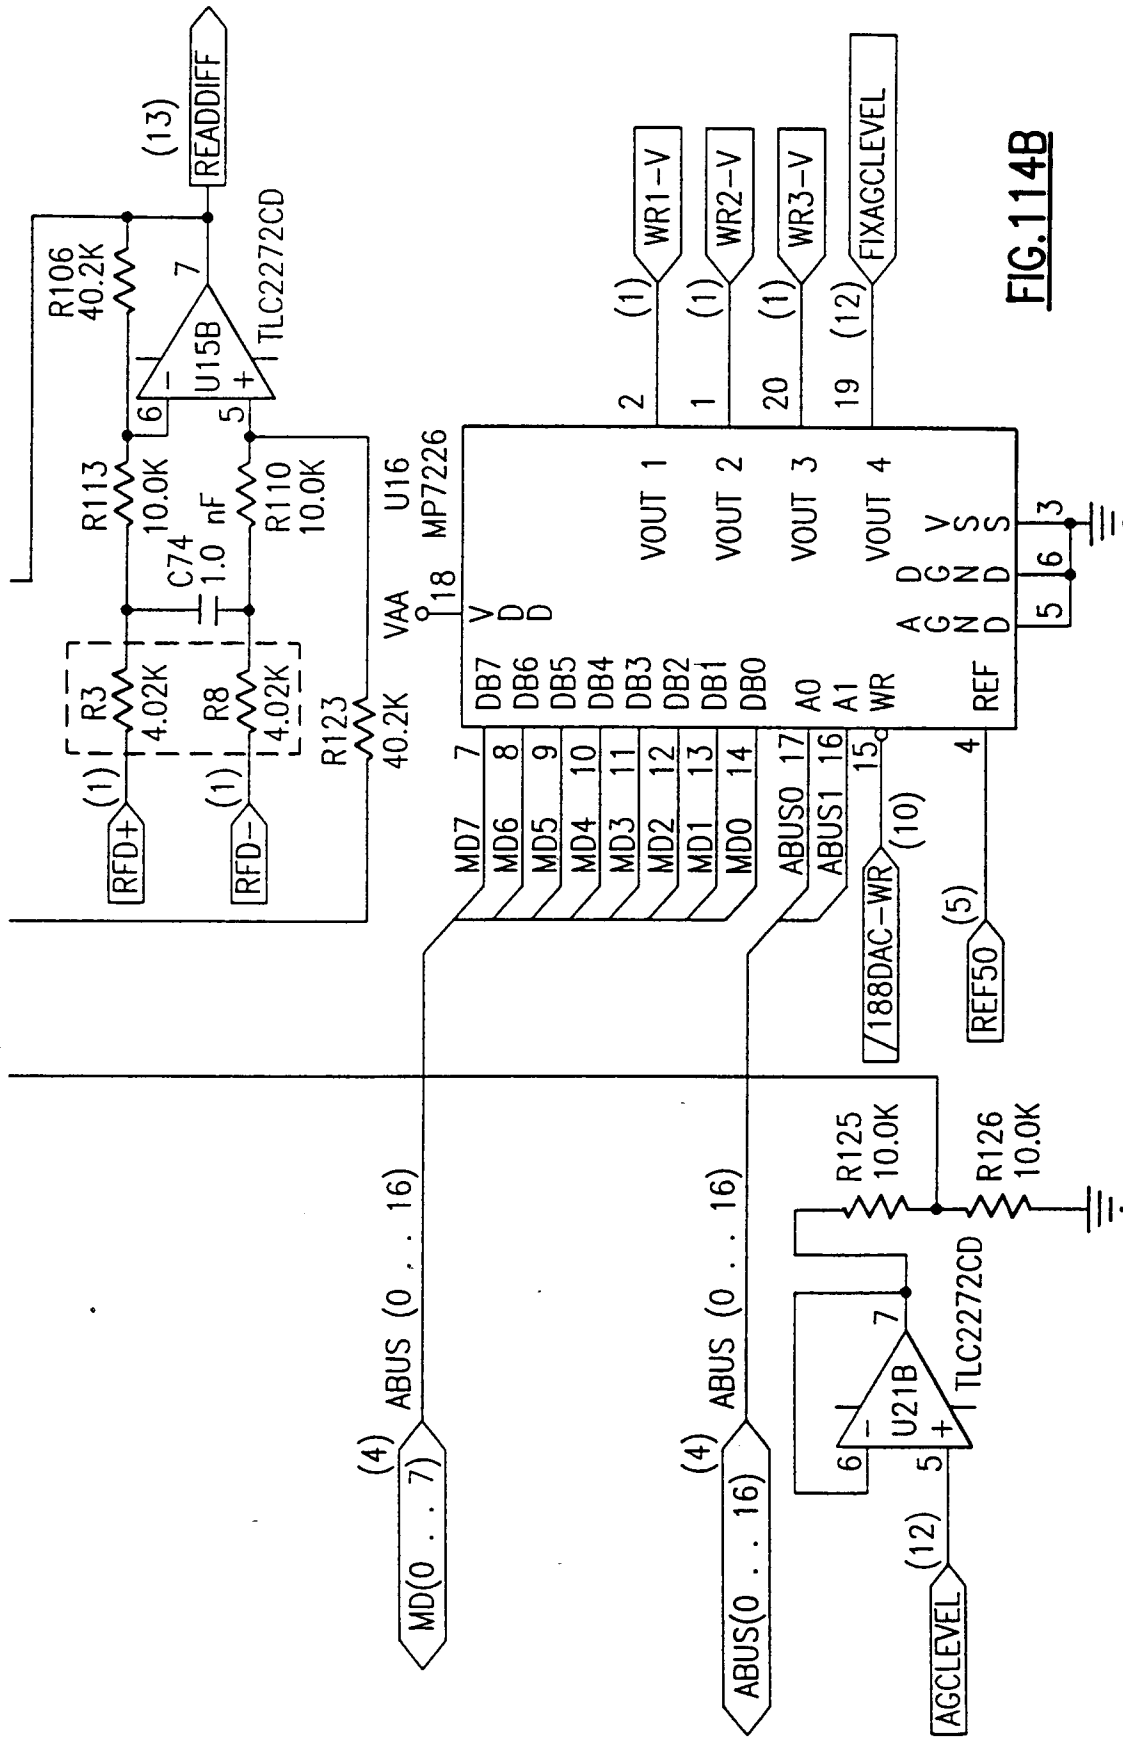 (13)
READDIFF
R106
40.2K
7
TLC2272CD
U15B
6
-
5
+
R113
10.0K
C74
1.0 nF
R110
10.0K
R3
4.02K
R8
4.02K
(1)
RFD+
(1)
RFD-
R123
40.2K
U16
MP7226
VAA
18
VDD
MD7 7 DB7
MD6 8 DB6
MD5 9 DB5
MD4 10 DB4
MD3 11 DB3
MD2 12 DB2
MD1 13 DB1
MD0 14 DB0
ABUS0 17 A0
ABUS1 16 A1
15 WR
/188DAC-WR
(10)
4 REF
(5)
REF50
VOUT 1 2 (1) WR1-V
VOUT 2 1 (1) WR2-V
VOUT 3 20 (1) WR3-V
VOUT 4 19 (12) FIXAGCLEVEL
AGND 5
DGND 6
VSS 3
(4)
MD(0 . . 7)
ABUS (0 . . 16)
(4)
ABUS(0 . . 16)
ABUS (0 . . 16)
(12)
AGCLEVEL
6
-
5
+
U21B
7
TLC2272CD
R125
10.0K
R126
10.0K
FIG.114B